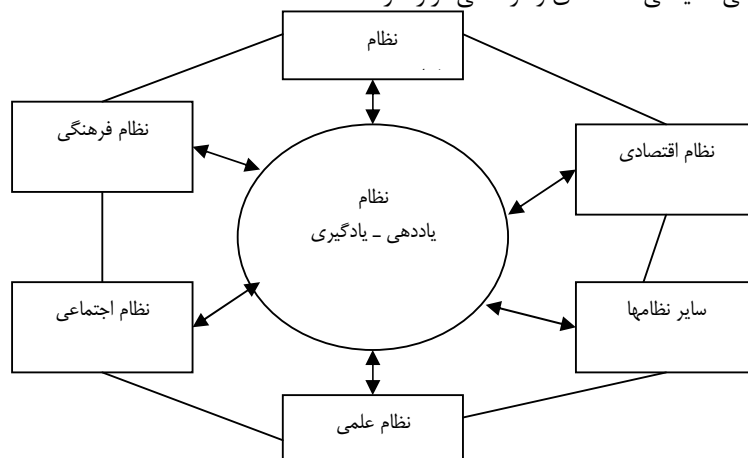 نظام
نظام فرهنگی
نظام اقتصادی
نظام
یاددهی ـ یادگیری
نظام اجتماعی
سایر نظامها
نظام علمی